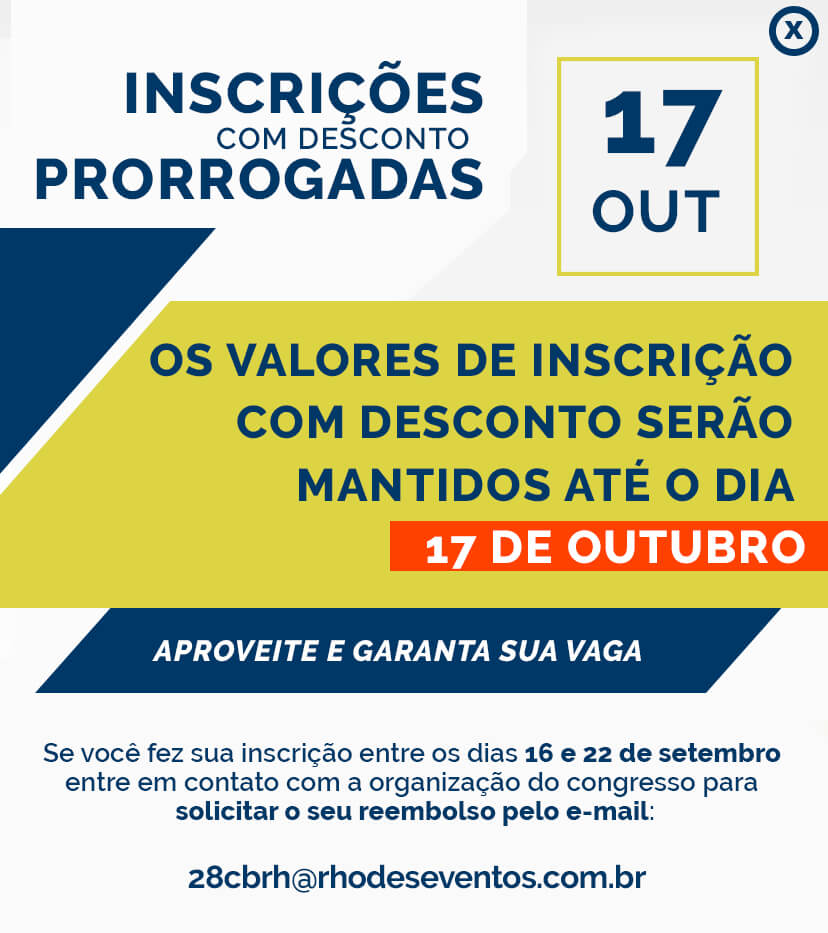 X
INSCRIÇÕES
COM DESCONTO
PRORROGADAS
17
OUT
OS VALORES DE INSCRIÇÃO
COM DESCONTO SERÃO
MANTIDOS ATÉ O DIA
17 DE OUTUBRO
APROVEITE E GARANTA SUA VAGA
Se você fez sua inscrição entre os dias 16 e 22 de setembro
entre em contato com a organização do congresso para
solicitar o seu reembolso pelo e-mail:
28cbrh@rhodeseventos.com.br